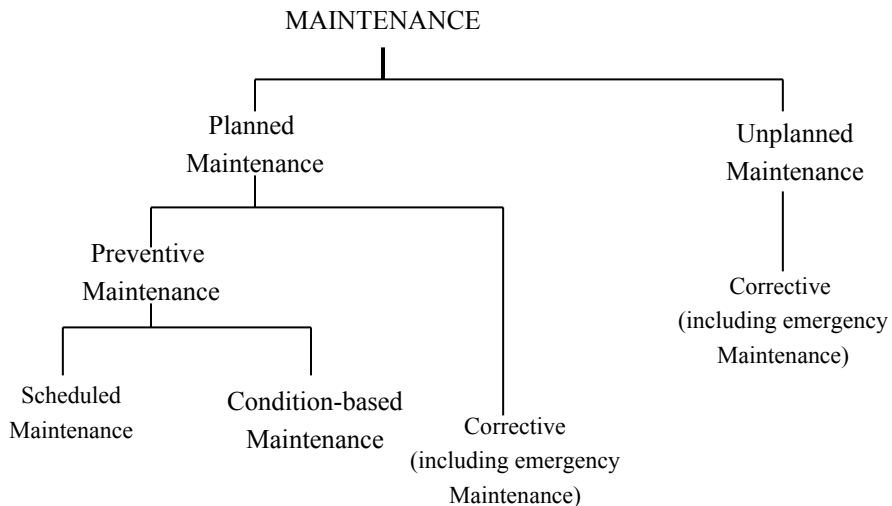 MAINTENANCE
Planned
Maintenance
Unplanned
Maintenance
Preventive
Maintenance
Corrective
(including emergency
Maintenance)
Scheduled
Maintenance
Condition-based
Maintenance
Corrective
(including emergency
Maintenance)